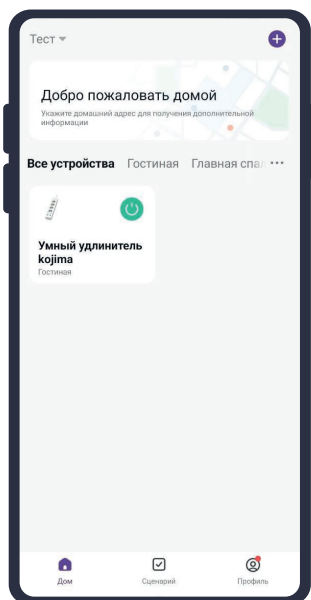 Тест
Добро пожаловать домой
Укажите домашний адрес для получения дополнительной
информации
Все устройства Гостиная Главная спа
Умный удлинитель
kojima
Гостиная
Дом Сценарий Профиль